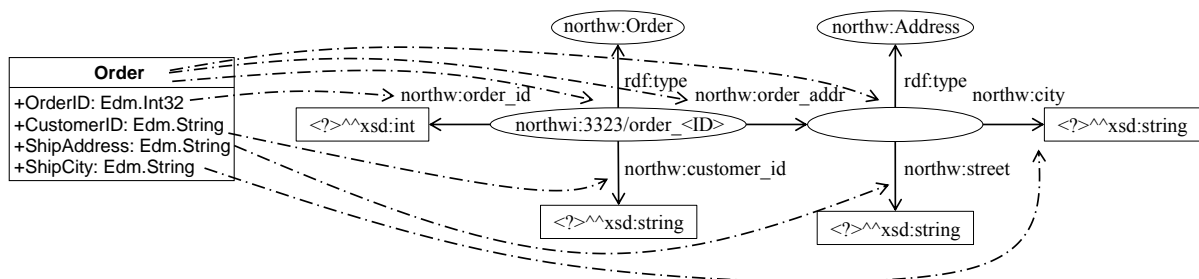 northw:Order
northw:Address
Order
+OrderID: Edm.Int32
+CustomerID: Edm.String
+ShipAddress: Edm.String
+ShipCity: Edm.String
rdf:type
rdf:type
northw:order_id
northw:order_addr
northw:city
<?>^^xsd:int
northwi:3323/order_<ID>
<?>^^xsd:string
northw:customer_id
northw:street
<?>^^xsd:string
<?>^^xsd:string